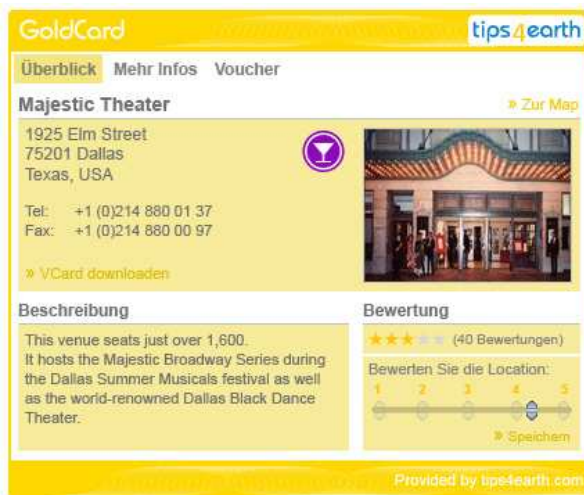 GoldCard
tips4earth
Überblick Mehr Infos Voucher
Majestic Theater
» Zur Map
1925 Elm Street
75201 Dallas
Texas, USA
Tel: +1 (0)214 880 01 37
Fax: +1 (0)214 880 00 97
» VCard downloaden
Beschreibung
This venue seats just over 1,600.
It hosts the Majestic Broadway Series during
the Dallas Summer Musicals festival as well
as the world-renowned Dallas Black Dance
Theater.
Bewertung
(40 Bewertungen)
Bewerten Sie die Location:
1 2 3 4 5
» Speichern
Provided by tips4earth.com